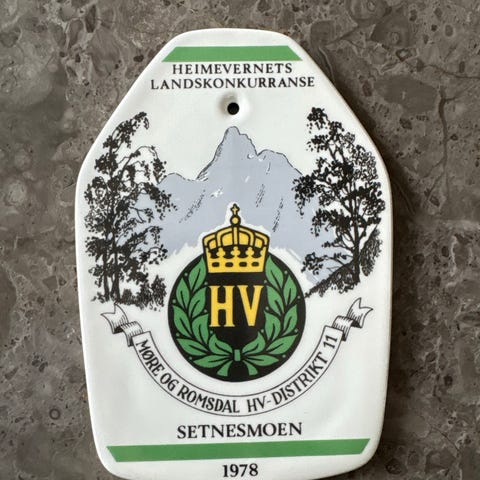 HEIMEVERNETS
LANDSKONKURRANSE
HV
MØRE OG ROMSDAL HV-DISTRIKT 11
SETNESMOEN
1978